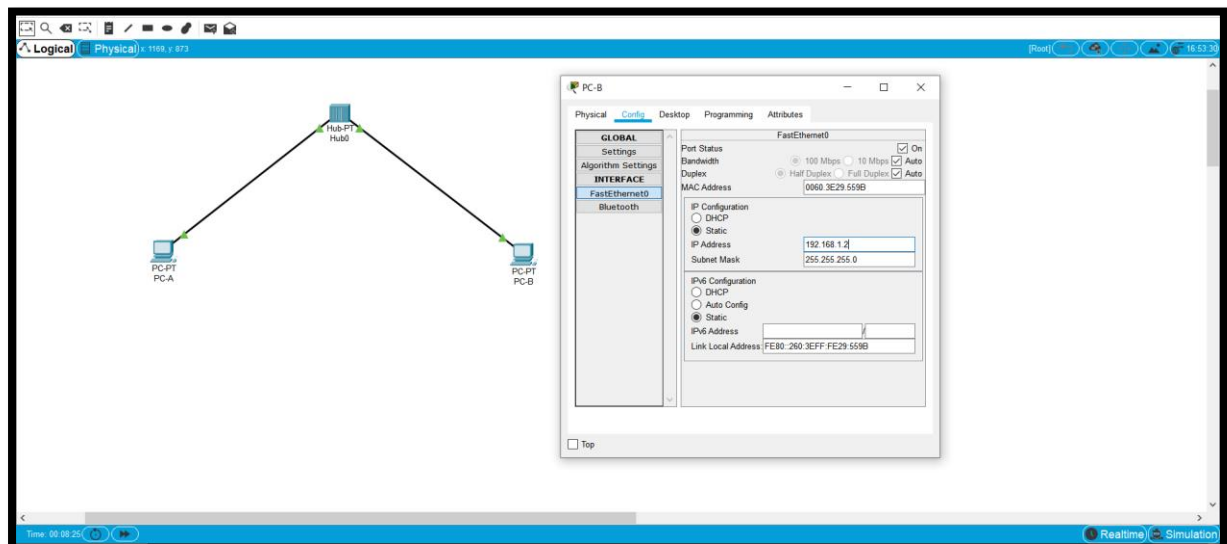 Logical Physical x: 1169, y: 873 [Root] 16:53:30
Hub-PT
Hub0
PC-PT
PC-A
PC-PT
PC-B
PC-B
Physical Config Desktop Programming Attributes
GLOBAL
Settings
Algorithm Settings
INTERFACE
FastEthernet0
Bluetooth
FastEthernet0
Port Status On
Bandwidth 100 Mbps 10 Mbps Auto
Duplex Half Duplex Full Duplex Auto
MAC Address 0060.3E29.559B
IP Configuration
DHCP
Static
IP Address 192.168.1.2
Subnet Mask 255.255.255.0
IPv6 Configuration
DHCP
Auto Config
Static
IPv6 Address /
Link Local Address: FE80::260:3EFF:FE29:559B
Top
Time: 00:08:25 Realtime Simulation